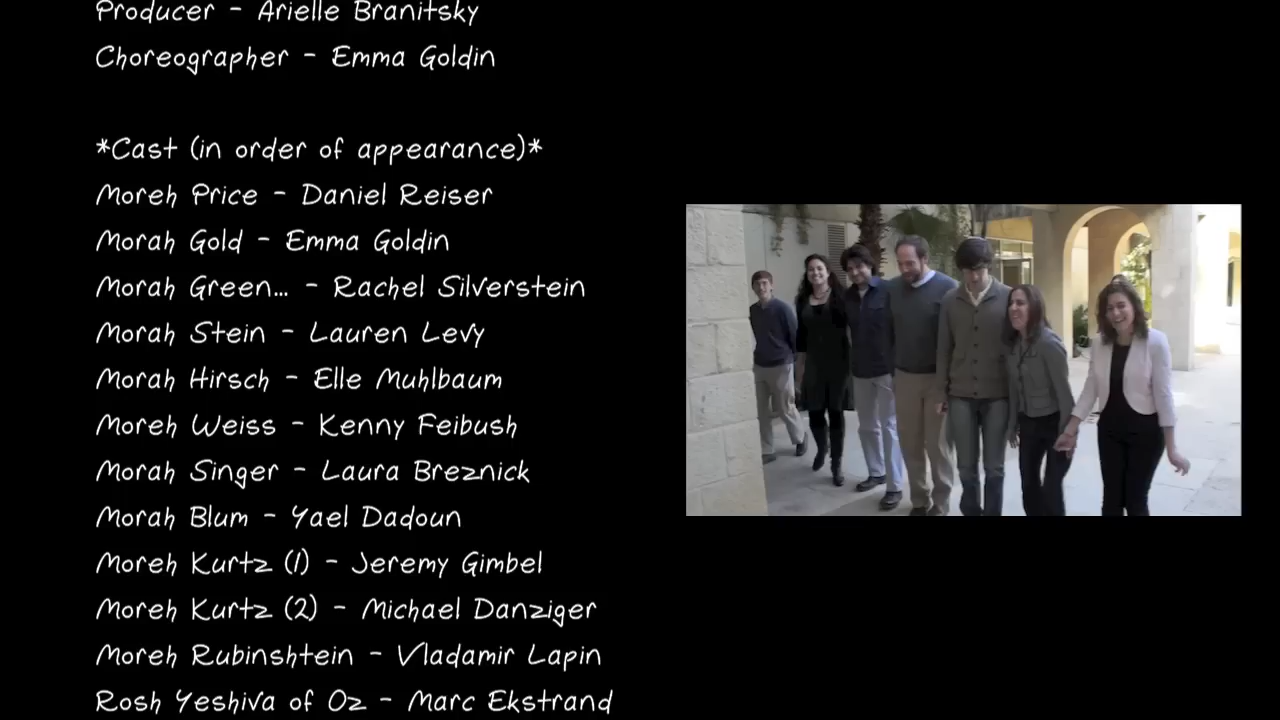 Producer - Arielle Branitsky
Choreographer - Emma Goldin
*Cast (in order of appearance)*
Moreh Price - Daniel Reiser
Morah Gold - Emma Goldin
Morah Green... - Rachel Silverstein
Morah Stein - Lauren Levy
Morah Hirsch - Elle Muhlbaum
Moreh Weiss - Kenny Feibush
Morah Singer - Laura Breznick
Morah Blum - Yael Dadoun
Moreh Kurtz (1) - Jeremy Gimbel
Moreh Kurtz (2) - Michael Danziger
Moreh Rubinshtein - Vladamir Lapin
Rosh Yeshiva of Oz - Marc Ekstrand